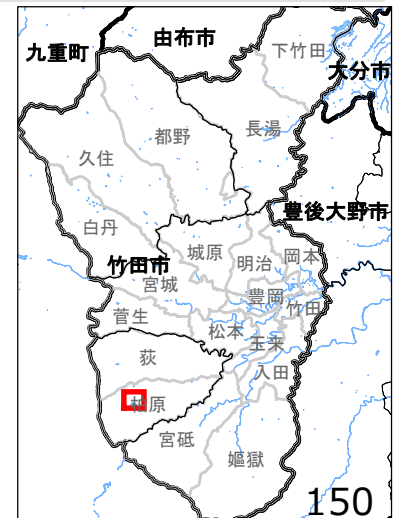 由布市
九重町
下竹田
大分市
長湯
都野
久住
豊後大野市
白丹
城原
岡本
明治
竹田市
宮城
豊岡
竹田
菅生
松本
玉来
荻
入田
柏原
宮砥
嫗獄
150